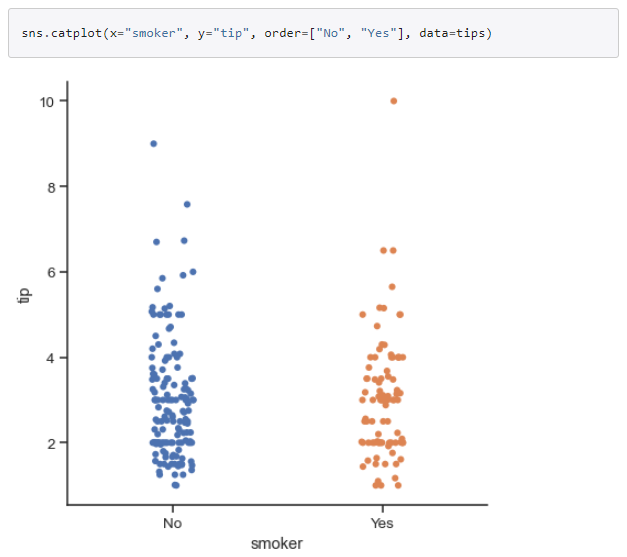 sns.catplot(x="smoker", y="tip", order=["No", "Yes"], data=tips)
10
8
6
tip
4
2
No Yes
smoker